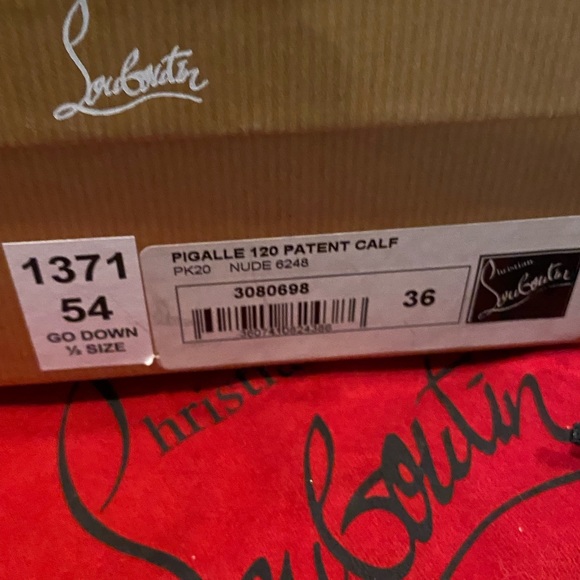 Louboutin
1371
54
GO DOWN
½ SIZE
PIGALLE 120 PATENT CALF
PK20 NUDE 6248
3080698
36
Christian
Louboutin
Christian
Louboutin